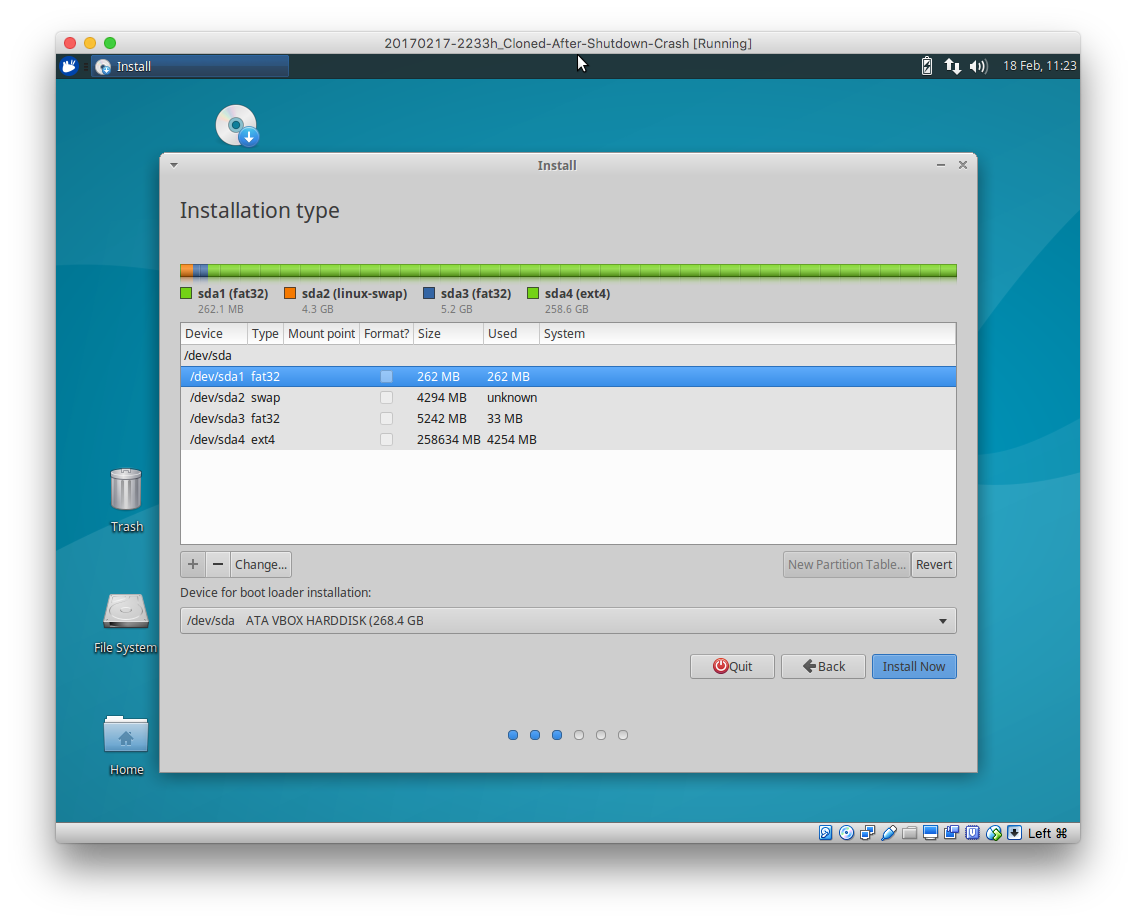 20170217-2233h_Cloned-After-Shutdown-Crash [Running]
Install
18 Feb, 11:23
Install
Installation type
sda1 (fat32) sda2 (linux-swap) sda3 (fat32) sda4 (ext4)
262.1 MB 4.3 GB 5.2 GB 258.6 GB
Device Type Mount point Format? Size Used System
/dev/sda
/dev/sda1 fat32 262 MB 262 MB
/dev/sda2 swap 4294 MB unknown
/dev/sda3 fat32 5242 MB 33 MB
/dev/sda4 ext4 258634 MB 4254 MB
Trash
+ − Change... New Partition Table... Revert
Device for boot loader installation:
/dev/sda ATA VBOX HARDDISK (268.4 GB
File System
Quit Back Install Now
Home
Left ⌘